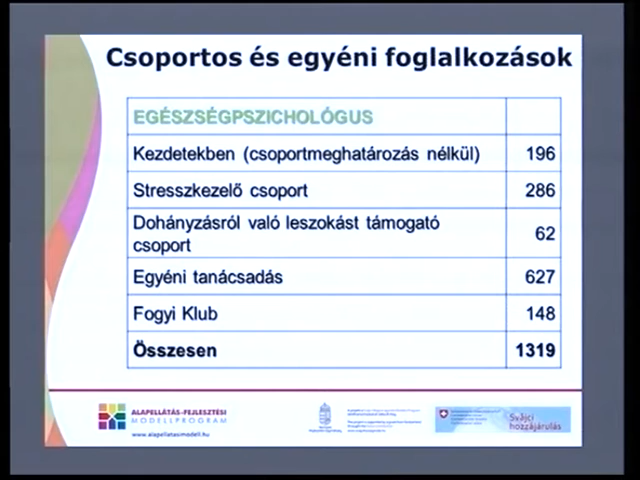 Csoportos és egyéni foglalkozások
EGÉSZSÉGPSZICHOLÓGUS
Kezdetekben (csoportmeghatározás nélkül) 196
Stresszkezelő csoport 286
Dohányzásról való leszokást támogató
csoport 62
Egyéni tanácsadás 627
Fogyi Klub 148
Összesen 1319
ALAPELLÁTÁS-FEJLESZTÉSI
MODELLPROGRAM
www.alapellatasimodell.hu
Svájci
hozzájárulás